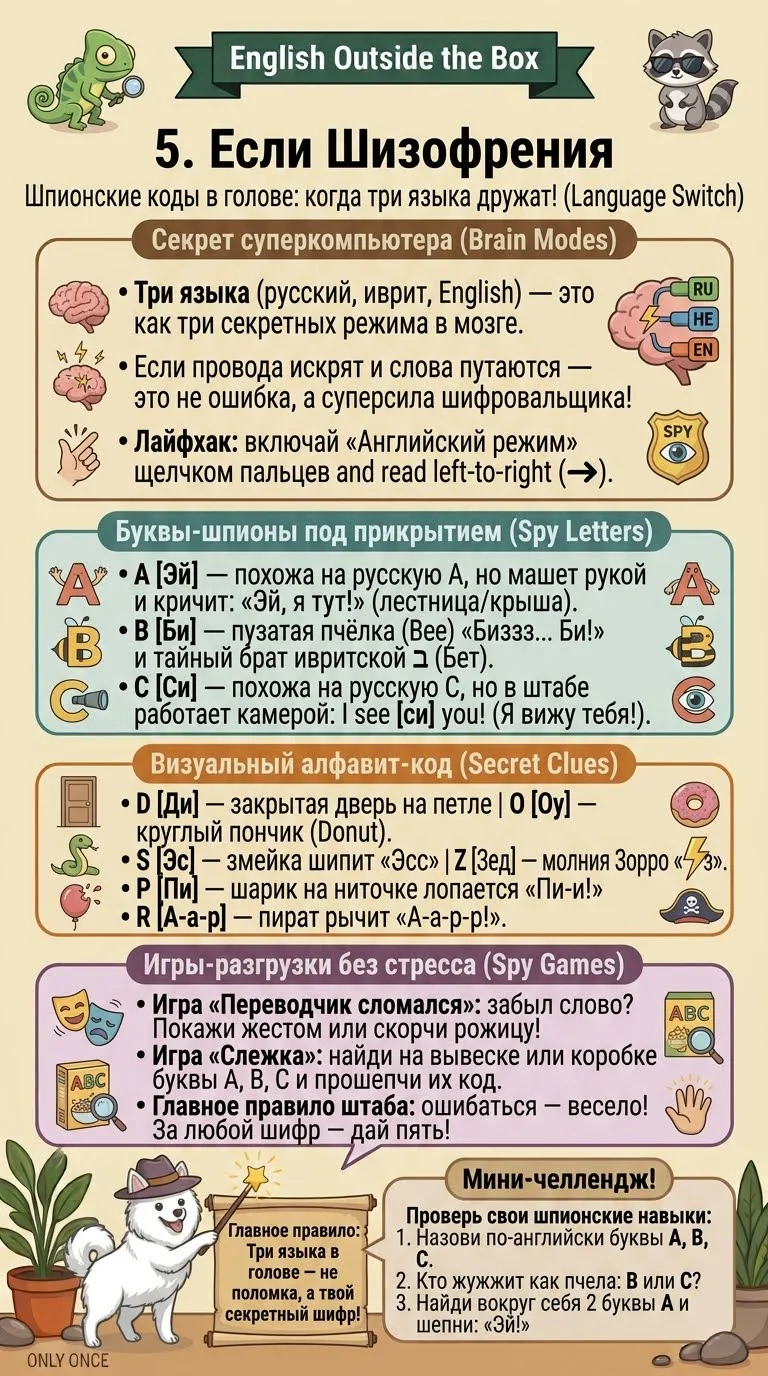 English Outside the Box
5. Если Шизофрения
Шпионские коды в голове: когда три языка дружат! (Language Switch)
Секрет суперкомпьютера (Brain Modes)
• Три языка (русский, иврит, English) — это
как три секретных режима в мозге.
RU
HE
EN
• Если провода искрят и слова путаются —
это не ошибка, а суперсила шифровальщика!
• Лайфхак: включай «Английский режим»
щелчком пальцев and read left-to-right (➔).
SPY
Буквы-шпионы под прикрытием (Spy Letters)
A
• A [Эй] — похожа на русскую А, но машет рукой
и кричит: «Эй, я тут!» (лестница/крыша).
A
B
• B [Би] — пузатая пчёлка (Bee) «Биззз... Би!»
и тайный брат ивритской ב (Бет).
B
C
• C [Си] — похожа на русскую С, но в штабе
работает камерой: I see [си] you! (Я вижу тебя!).
C
Визуальный алфавит-код (Secret Clues)
• D [Ди] — закрытая дверь на петле | O [Оу] —
круглый пончик (Donut).
• S [Эс] — змейка шипит «Эсс» | Z [Зед] — молния Зорро «⚡з».
• P [Пи] — шарик на ниточке лопается «Пи-и!»
• R [А-а-р] — пират рычит «А-а-р-р!».
Игры-разгрузки без стресса (Spy Games)
• Игра «Переводчик сломался»: забыл слово?
Покажи жестом или скорчи рожицу!
ABC
• Игра «Слежка»: найди на вывеске или коробке
буквы A, B, C и прошепчи их код.
ABC
• Главное правило штаба: ошибаться — весело!
За любой шифр — дай пять!
Главное правило:
Три языка в
голове — не
поломка, а твой
секретный шифр!
Мини-челлендж!
Проверь свои шпионские навыки:
1. Назови по-английски буквы A, B,
C.
2. Кто жужжит как пчела: B или C?
3. Найди вокруг себя 2 буквы A и
шепни: «Эй!»
ONLY ONCE